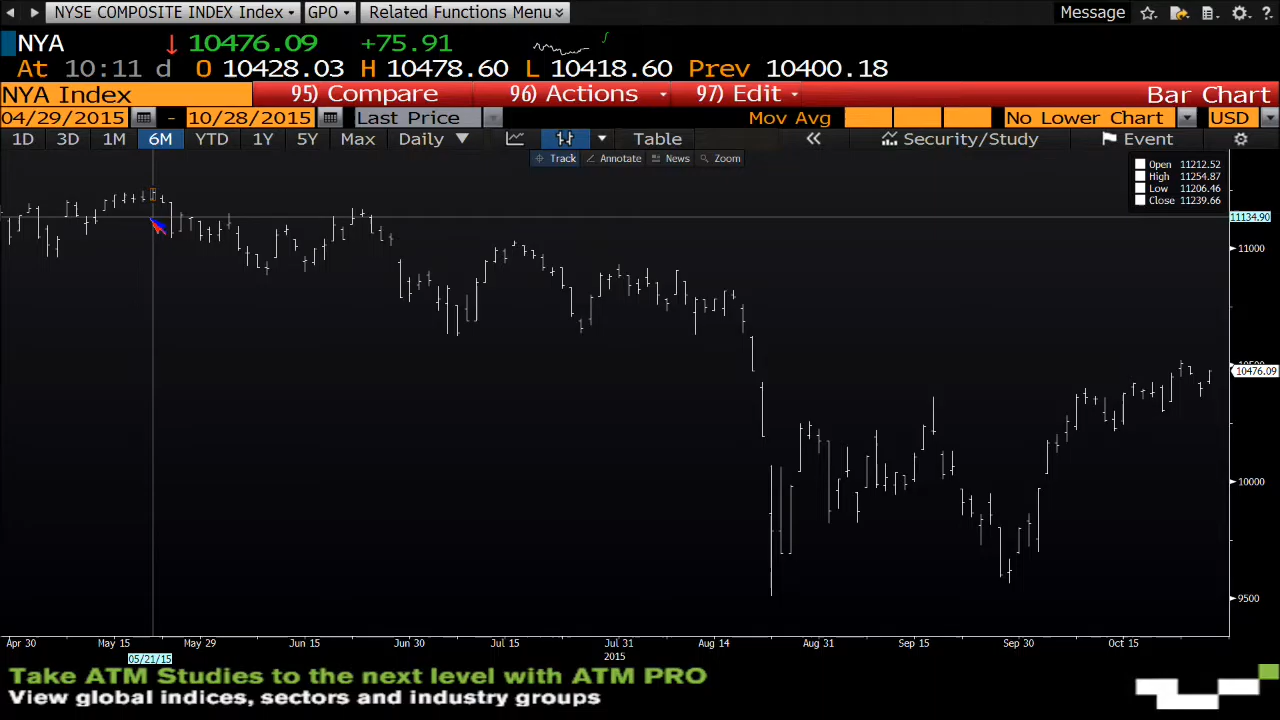 NYSE COMPOSITE INDEX Index GPO Related Functions Menu Message ?
NYA 10476.09 +75.91
At 10:11 d O 10428.03 H 10478.60 L 10418.60 Prev 10400.18
NYA Index 95) Compare 96) Actions 97) Edit Bar Chart
04/29/2015 - 10/28/2015 Last Price Mov Avg No Lower Chart USD
1D 3D 1M 6M YTD 1Y 5Y Max Daily Table Security/Study Event
Track Annotate News Zoom
Open 11212.52
High 11254.87
Low 11206.46
Close 11239.66
11134.90
11000
10476.09
10000
9500
Apr 30 May 15 May 29 Jun 15 Jul 15 Jul 31 Aug 14 Aug 31 Sep 15 Sep 30 Oct 15
05/21/15 2015
Take ATM Studies to the next level with ATM PRO
View global indices, sectors and industry groups